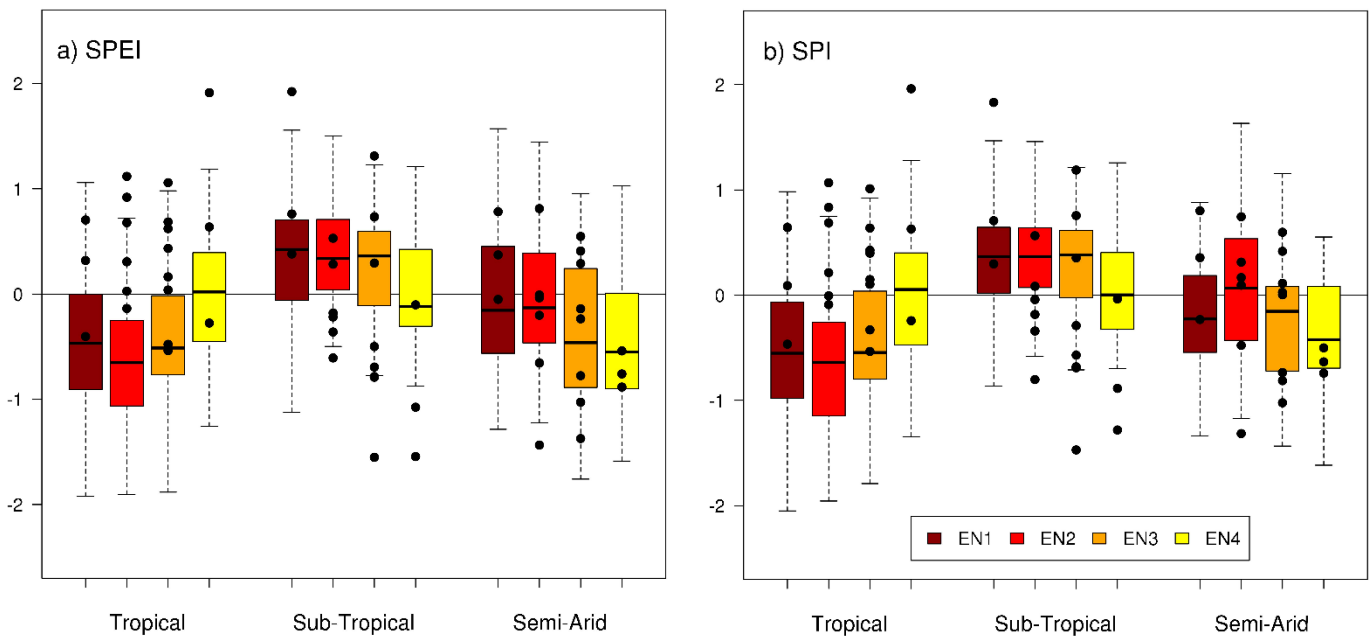 a) SPEI
2
1
0
-1
-2
Tropical Sub-Tropical Semi-Arid
b) SPI
2
1
0
-1
-2
EN1 EN2 EN3 EN4
Tropical Sub-Tropical Semi-Arid